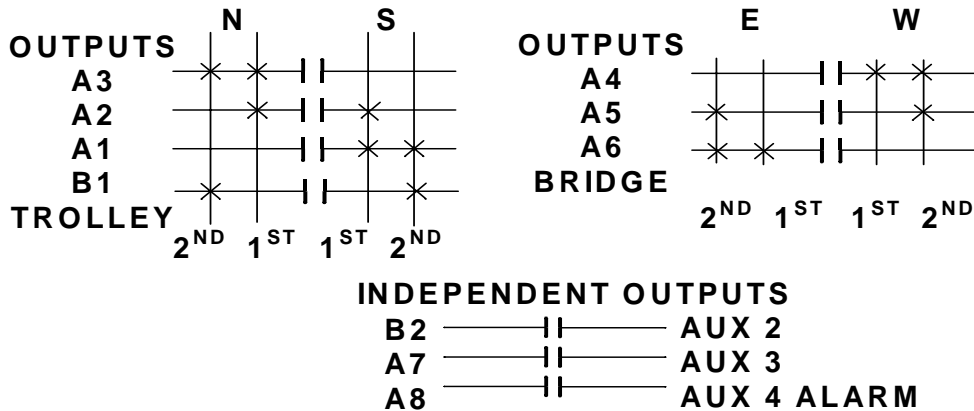 N S
OUTPUTS
A3
A2
A1
B1
TROLLEY
2ND 1ST 1ST 2ND
E W
OUTPUTS
A4
A5
A6
BRIDGE
2ND 1ST 1ST 2ND
INDEPENDENT OUTPUTS
B2 AUX 2
A7 AUX 3
A8 AUX 4 ALARM